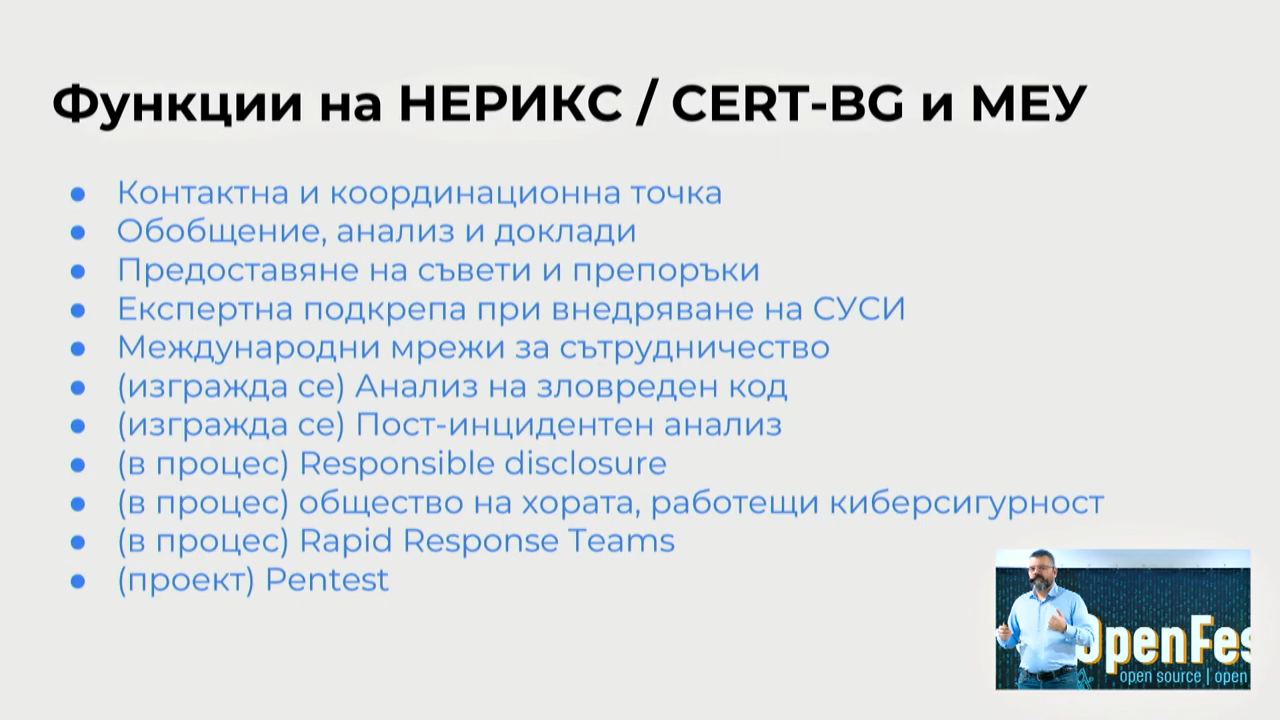 Функции на НЕРИКС / CERT-BG и МЕУ
● Контактна и координационна точка
● Обобщение, анализ и доклади
● Предоставяне на съвети и препоръки
● Експертна подкрепа при внедряване на СУСИ
● Международни мрежи за сътрудничество
● (изгражда се) Анализ на зловреден код
● (изгражда се) Пост-инцидентен анализ
● (в процес) Responsible disclosure
● (в процес) общество на хората, работещи киберсигурност
● (в процес) Rapid Response Teams
● (проект) Pentest
OpenFes
open source | open